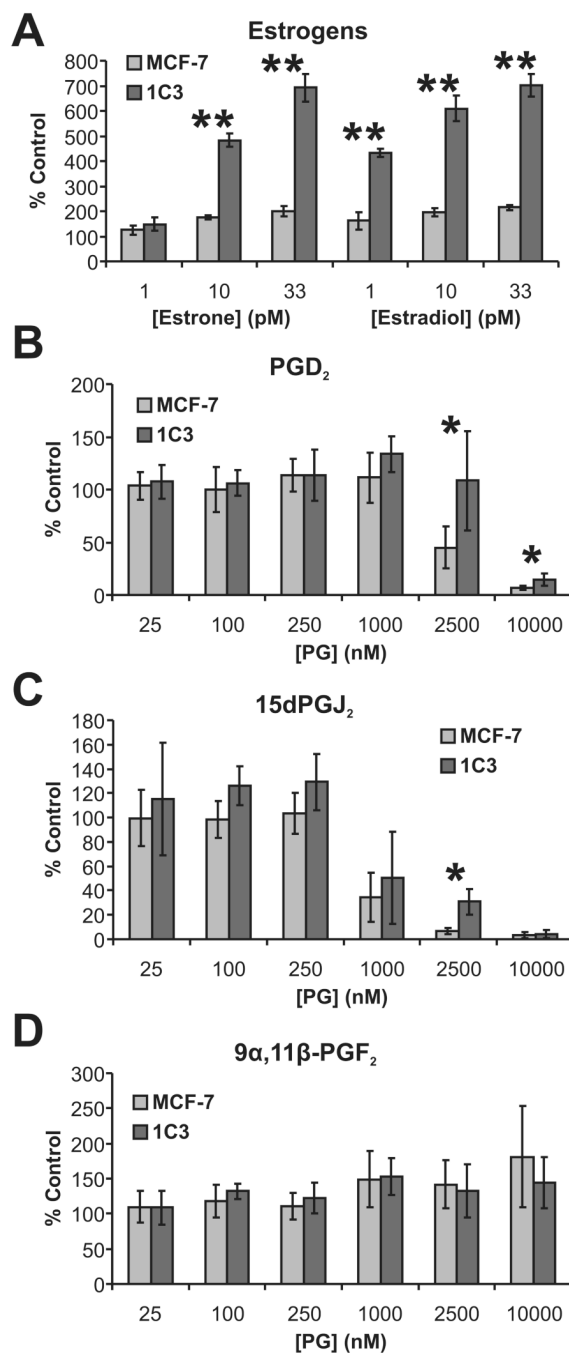 A
Estrogens
MCF-7
1C3
% Control
800
700
600
500
400
300
200
100
0
**
**
**
**
**
1 10 33 1 10 33
[Estrone] (pM) [Estradiol] (pM)
B
PGD₂
MCF-7
1C3
% Control
200
150
100
50
0
*
*
25 100 250 1000 2500 10000
[PG] (nM)
C
15dPGJ₂
MCF-7
1C3
% Control
180
160
140
120
100
80
60
40
20
0
*
25 100 250 1000 2500 10000
[PG] (nM)
D
9α,11β-PGF₂
MCF-7
1C3
% Control
300
250
200
150
100
50
0
25 100 250 1000 2500 10000
[PG] (nM)